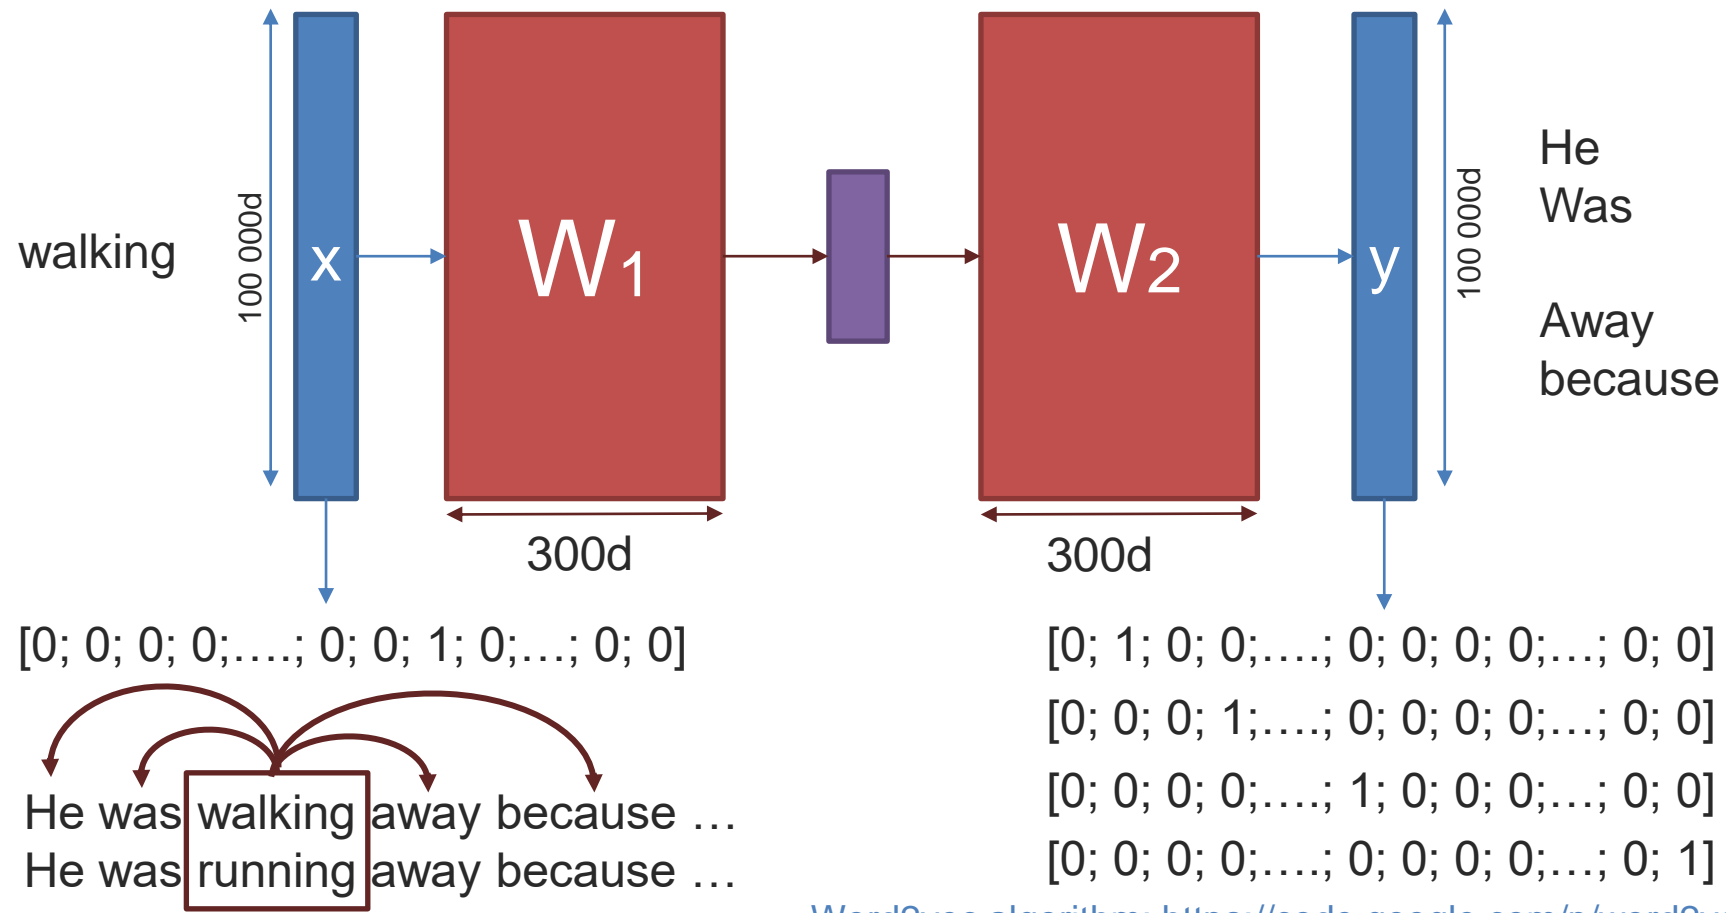 walking
100 000d
x
W1
W2
y
100 000d
He
Was
Away
because
300d
300d
[0; 0; 0; 0;….; 0; 0; 1; 0;…; 0; 0]
He was walking away because …
He was running away because …
[0; 1; 0; 0;….; 0; 0; 0; 0;…; 0; 0]
[0; 0; 0; 1;….; 0; 0; 0; 0;…; 0; 0]
[0; 0; 0; 0;….; 1; 0; 0; 0;…; 0; 0]
[0; 0; 0; 0;….; 0; 0; 0; 0;…; 0; 1]